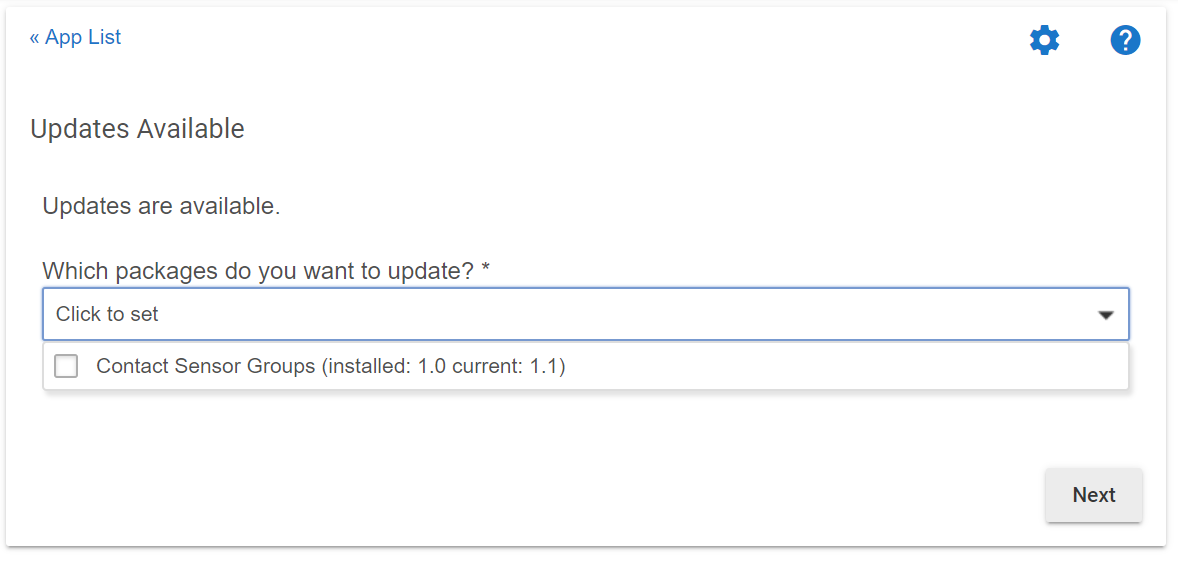 « App List
?
Updates Available
Updates are available.
Which packages do you want to update? *
Click to set
Contact Sensor Groups (installed: 1.0 current: 1.1)
Next